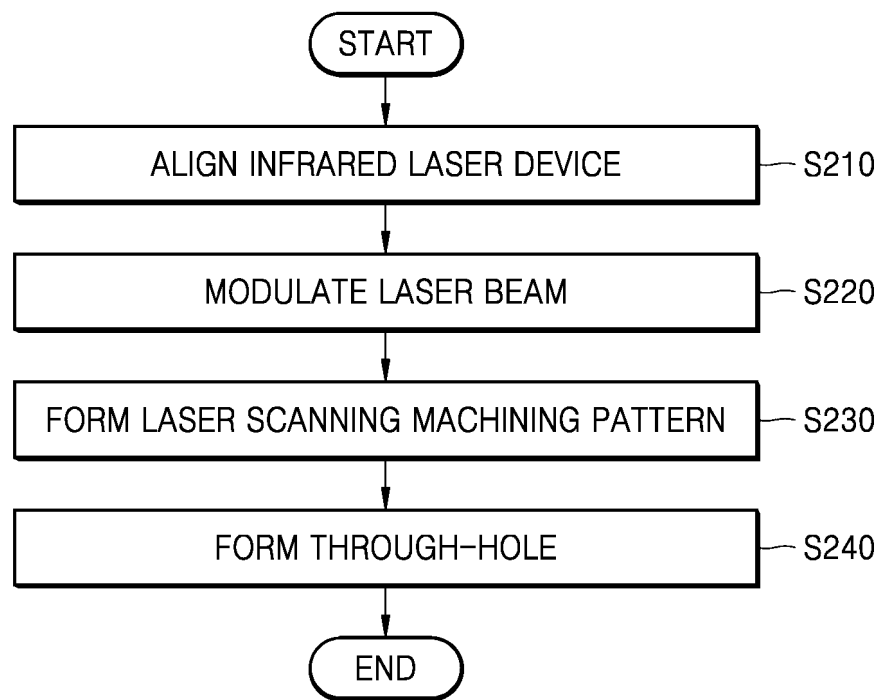 START
ALIGN INFRARED LASER DEVICE
S210
MODULATE LASER BEAM
S220
FORM LASER SCANNING MACHINING PATTERN
S230
FORM THROUGH-HOLE
S240
END